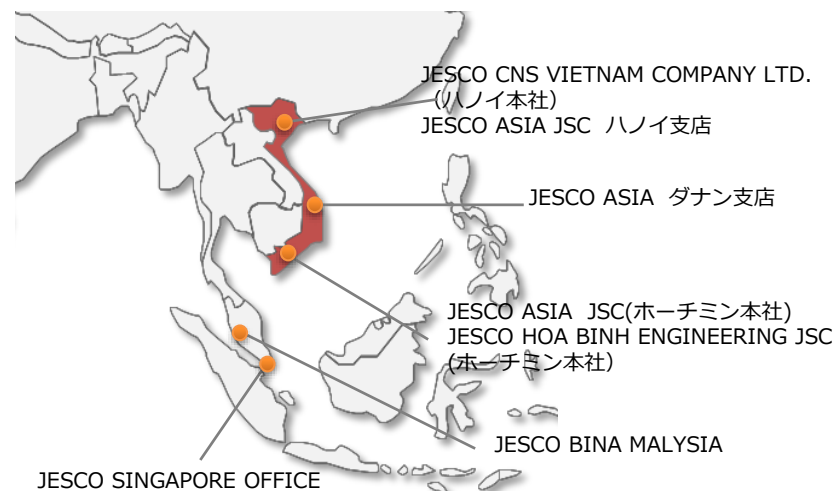 JESCO CNS VIETNAM COMPANY LTD.
（ハノイ本社）
JESCO ASIA JSC ハノイ支店
JESCO ASIA ダナン支店
JESCO ASIA JSC(ホーチミン本社)
JESCO HOA BINH ENGINEERING JSC
(ホーチミン本社）
JESCO BINA MALYSIA
JESCO SINGAPORE OFFICE